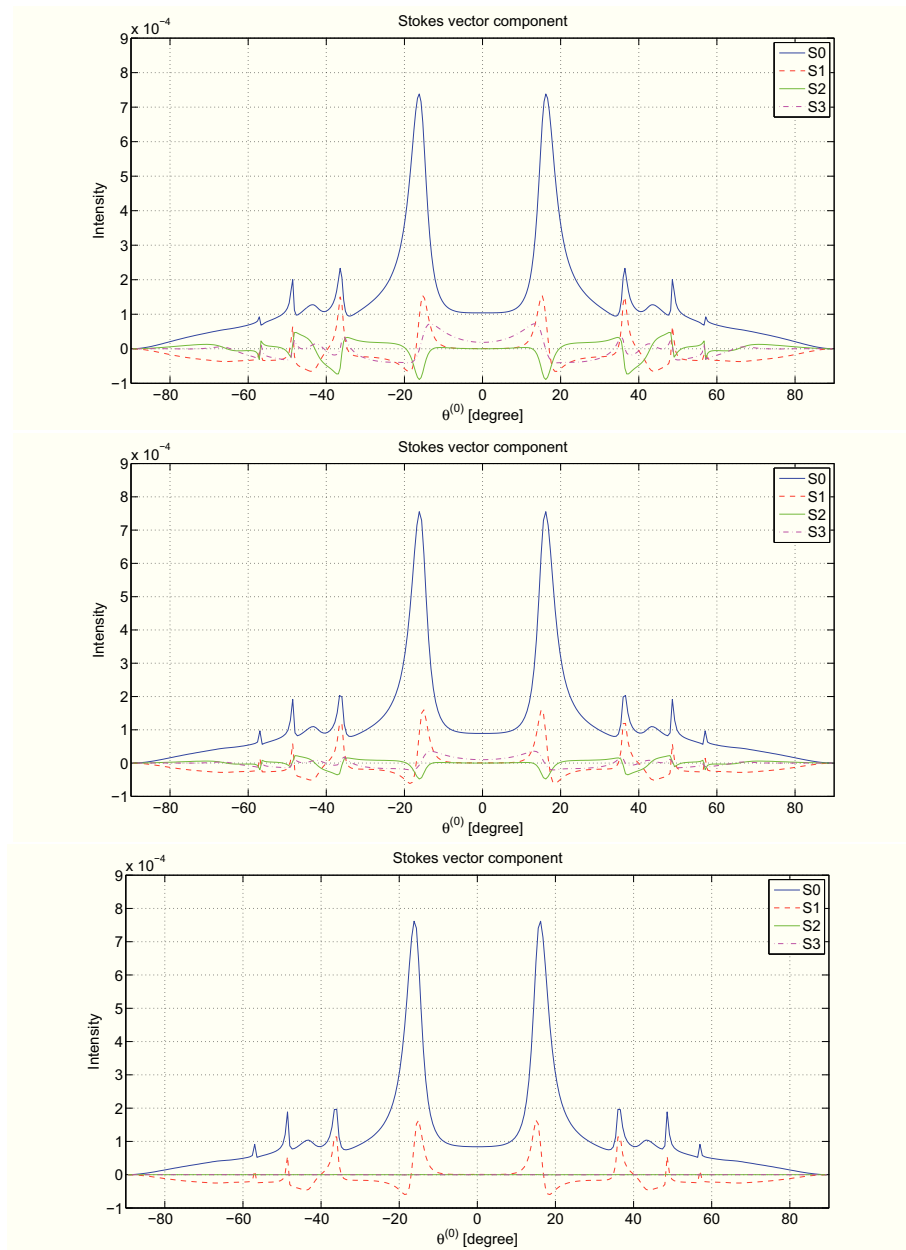 Stokes vector component
x 10⁻⁴
9
8
7
6
5
4
3
2
1
0
−1
Intensity
−80 −60 −40 −20 0 20 40 60 80
θ⁽⁰⁾ [degree]
S0
S1
S2
S3
Stokes vector component
x 10⁻⁴
9
8
7
6
5
4
3
2
1
0
−1
Intensity
−80 −60 −40 −20 0 20 40 60 80
θ⁽⁰⁾ [degree]
S0
S1
S2
S3
Stokes vector component
x 10⁻⁴
9
8
7
6
5
4
3
2
1
0
−1
Intensity
−80 −60 −40 −20 0 20 40 60 80
θ⁽⁰⁾ [degree]
S0
S1
S2
S3